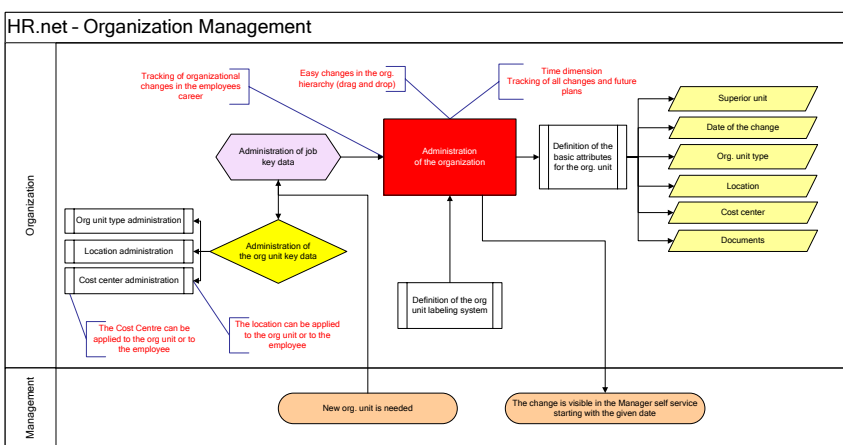 HR.net - Organization Management
Organization
Tracking of organizational
changes in the employees
career
Easy changes in the org.
hierarchy (drag and drop)
Time dimension
Tracking of all changes and future
plans
Administration of job
key data
Administration
of the organization
Definition of the
basic attributes
for the org. unit
Superior unit
Date of the change
Org. unit type
Location
Cost center
Documents
Org unit type administration
Location administration
Cost center administration
Administration of
the org unit key data
Definition of the org
unit labeling system
The Cost Centre can be
applied to the org unit or to
the employee
The location can be applied
to the org unit or to the
employee
Management
New org. unit is needed
The change is visible in the Manager self service
starting with the given date